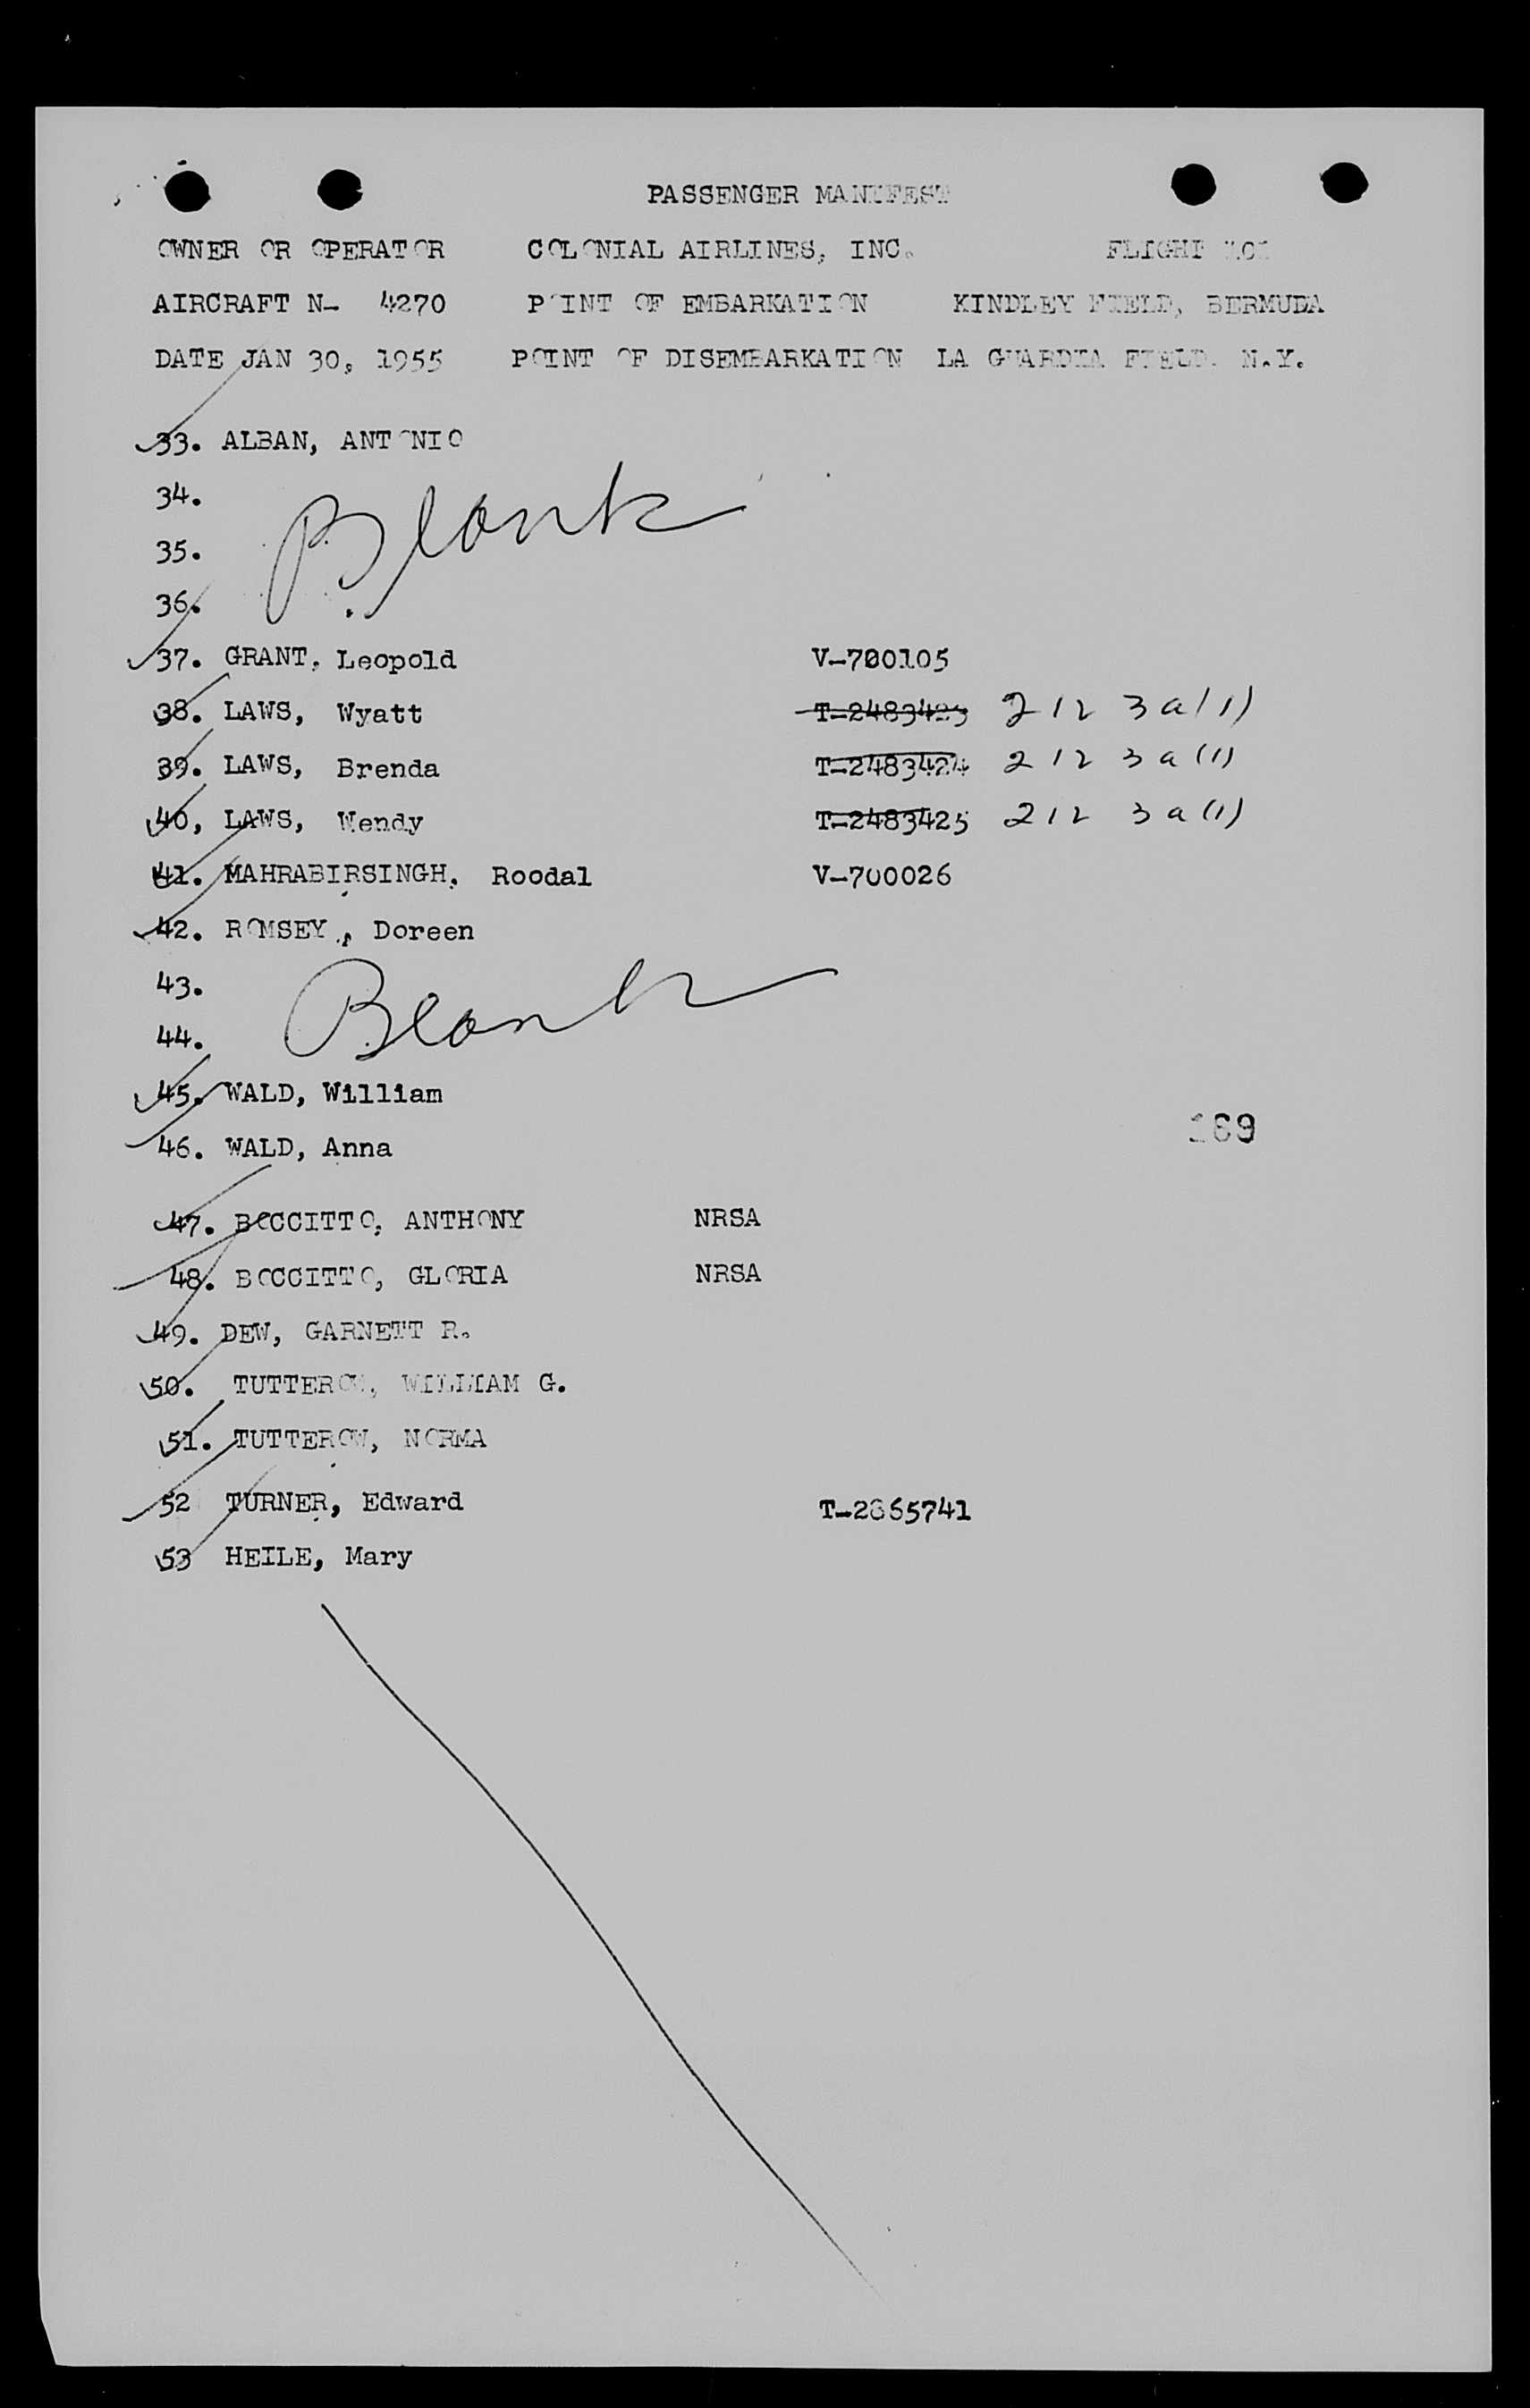 PASSENGER MANIFEST
OWNER OR OPERATOR COLONIAL AIRLINES, INC. FLIGHT
AIRCRAFT N- 4270 POINT OF EMBARKATION KINDLEY FIELD, BERMUDA
DATE JAN 30, 1955 POINT OF DISEMBARKATION LA GUARDIA FIELD. N.Y.
33. ALBAN, ANTONIO
34.
Blank
35.
36.
37. GRANT, Leopold V-700105
38. LAWS, Wyatt T-2483423 212 3a(1)
39. LAWS, Brenda T-2483424 212 3a(1)
40, LAWS, Wendy T-2483425 212 3a(1)
41. MAHRABIRSINGH, Roodal V-700026
42. ROMSEY, Doreen
43.
Blank
44.
45. WALD, William
169
46. WALD, Anna
47. BOCCITTO, ANTHONY NRSA
48. BOCCITTO, GLORIA NRSA
49. DEW, GARNETT R.
50. TUTTEROW, WILLIAM G.
51. TUTTEROW, NORMA
52 TURNER, Edward T-2865741
53 HEILE, Mary